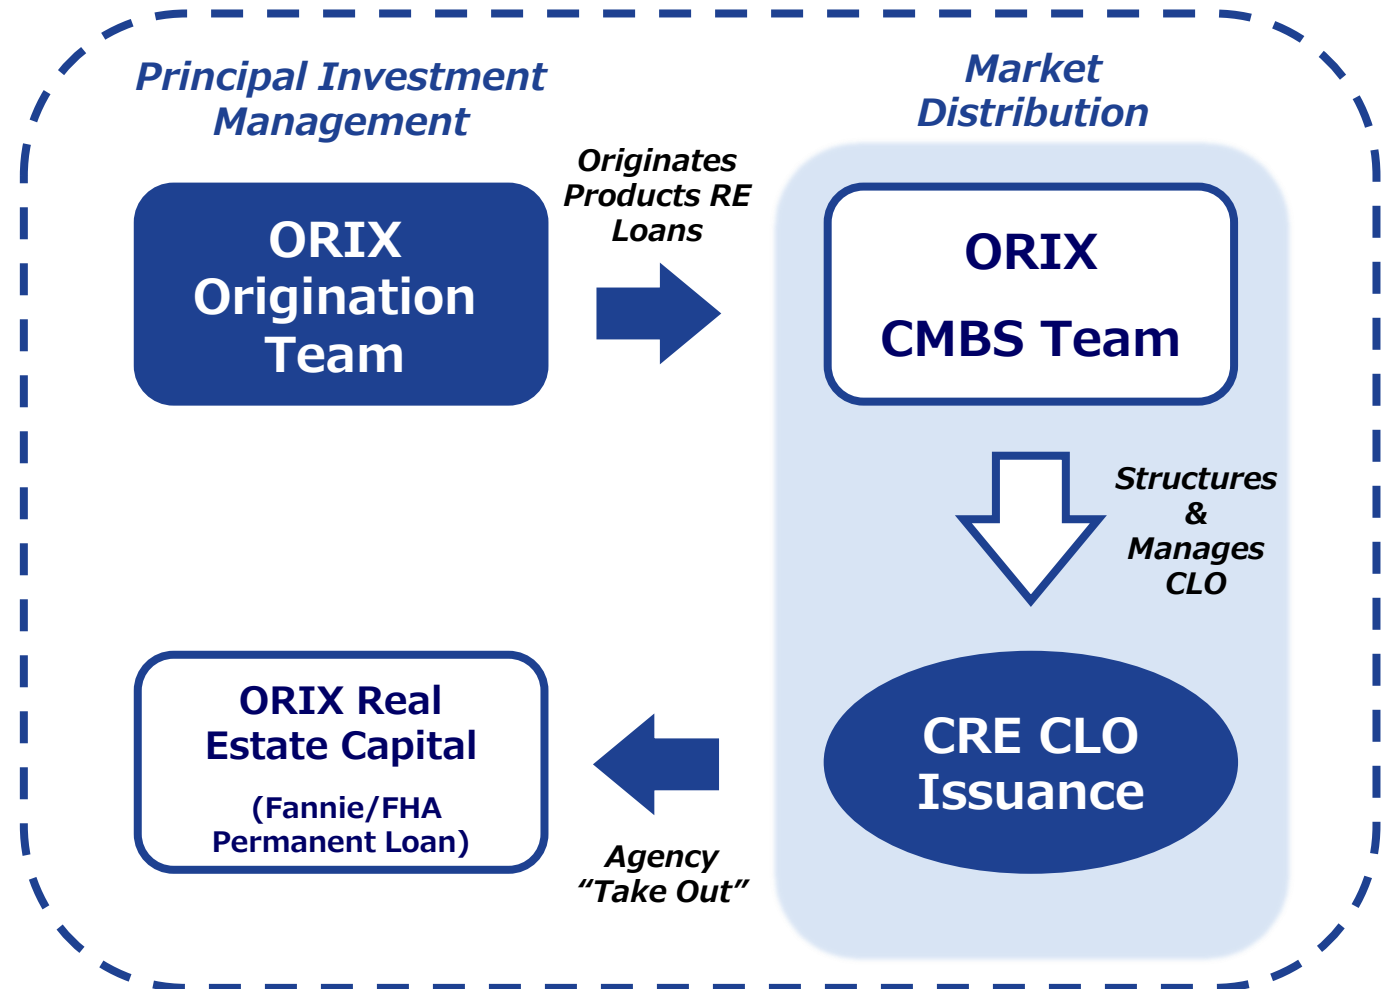 Principal Investment
Management
Market
Distribution
Originates
Products RE
Loans
ORIX
Origination
Team
ORIX
CMBS Team
Structures
&
Manages
CLO
CRE CLO
Issuance
Agency
“Take Out”
ORIX Real
Estate Capital
(Fannie/FHA
Permanent Loan)